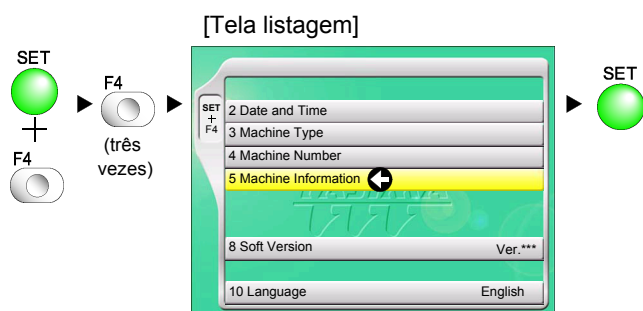 [Tela listagem]
SET
F4
(três
vezes)
F4
SET
+
F4
2 Date and Time
3 Machine Type
4 Machine Number
5 Machine Information
8 Soft Version Ver.***
10 Language English
SET